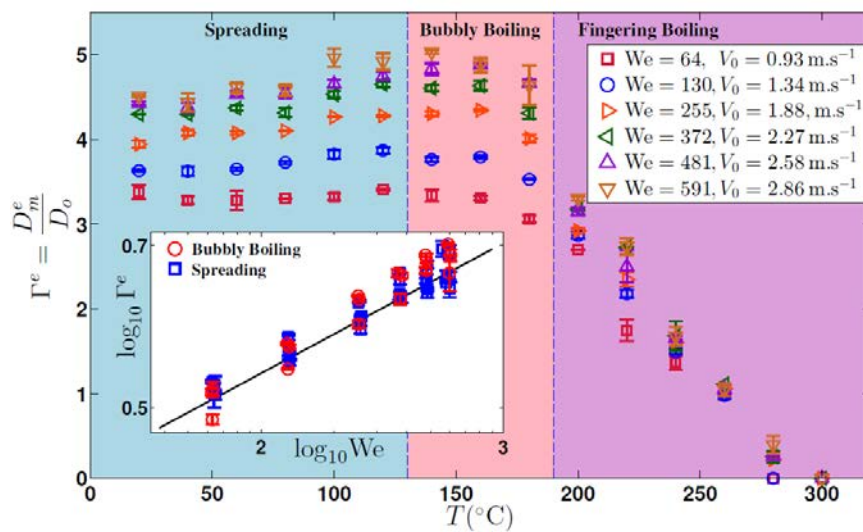 Spreading Bubbly Boiling Fingering Boiling
We = 64, V₀ = 0.93 m.s⁻¹
We = 130, V₀ = 1.34 m.s⁻¹
We = 255, V₀ = 1.88, m.s⁻¹
We = 372, V₀ = 2.27 m.s⁻¹
We = 481, V₀ = 2.58 m.s⁻¹
We = 591, V₀ = 2.86 m.s⁻¹
Γᵉ = Dₘᵉ/Dₒ
5
4
3
2
1
0
0 50 100 150 200 250 300
T(°C)
Bubbly Boiling
Spreading
log₁₀ Γᵉ
0.7
0.5
2 3
log₁₀We